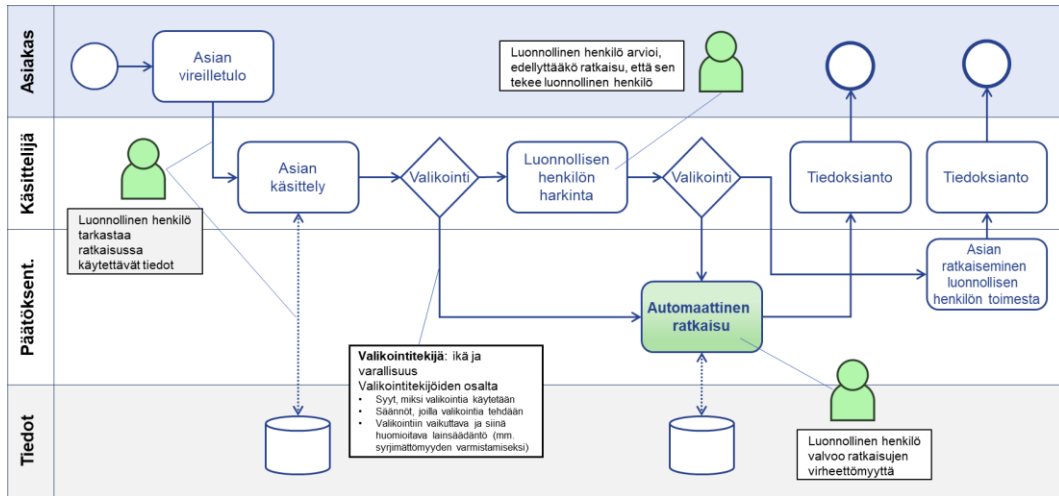 Asiakas
Asian
vireilletulo
Luonnollinen henkilö arvioi,
edellyttääkö ratkaisu, että sen
tekee luonnollinen henkilö
Käsittelijä
Luonnollinen henkilö
tarkastaa
ratkaisussa
käytettävät tiedot
Asian
käsittely
Valikointi
Luonnollisen
henkilön
harkinta
Valikointi
Tiedoksianto
Tiedoksianto
Päätöksent.
Asian
ratkaiseminen
luonnollisen
henkilön toimesta
Automaattinen
ratkaisu
Valikointitekijä: ikä ja
varallisuus
Valikointitekijöiden osalta
• Syyt, miksi valikointia käytetään
• Säännöt, joilla valikointia tehdään
• Valikointiin vaikuttava ja siinä
huomioitava lainsäädäntö (mm.
syrjimättömyyden varmistamiseksi)
Tiedot
Luonnollinen henkilö
valvoo ratkaisujen
virheettömyyttä